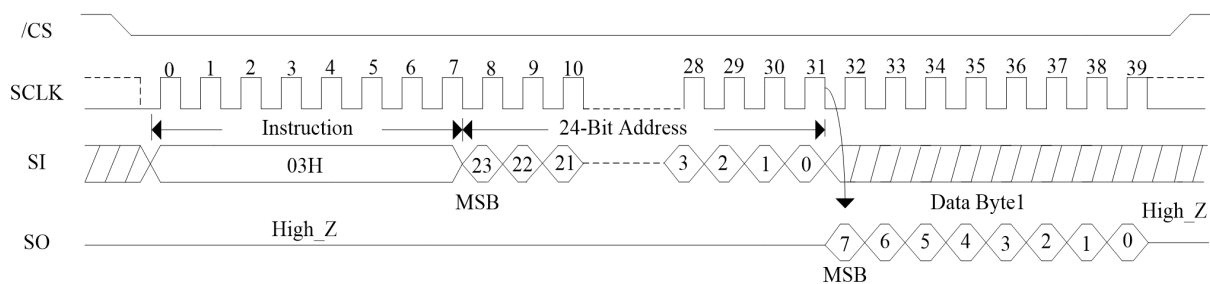 /CS
SCLK 0 1 2 3 4 5 6 7 8 9 10 28 29 30 31 32 33 34 35 36 37 38 39
Instruction 24-Bit Address
SI 03H 23 22 21 3 2 1 0
MSB Data Byte1
High_Z High_Z
SO 7 6 5 4 3 2 1 0
MSB